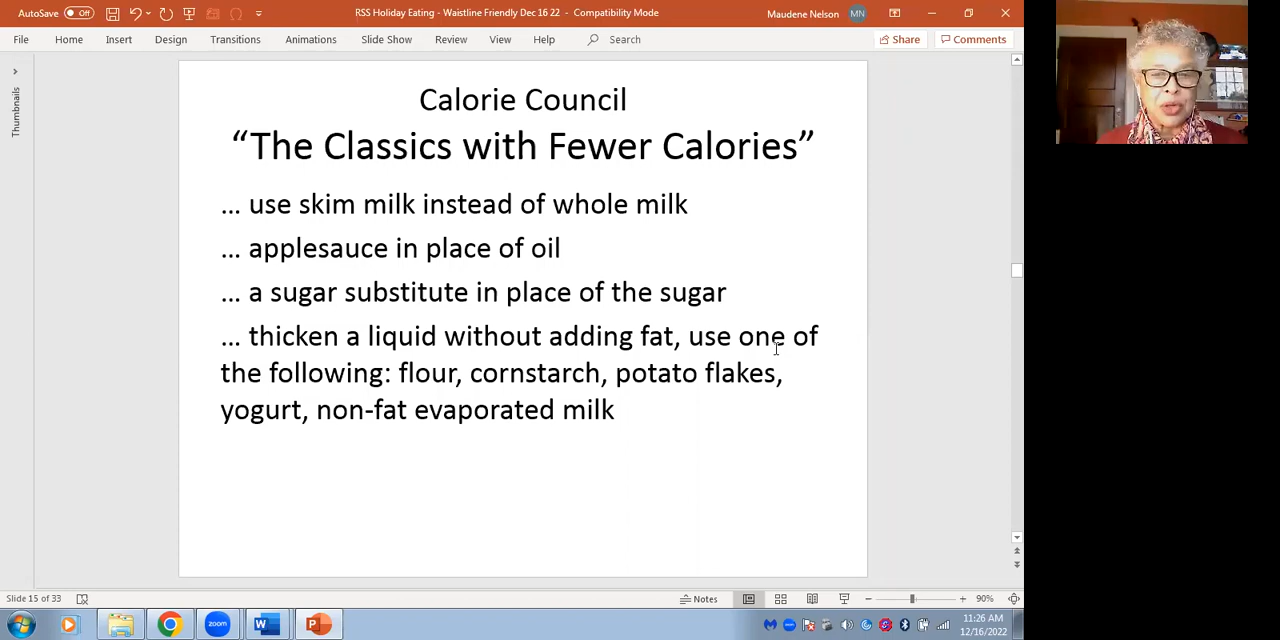 AutoSave Off
RSS Holiday Eating - Waistline Friendly Dec 16 22 - Compatibility Mode
Maudene Nelson MN
File Home Insert Design Transitions Animations Slide Show Review View Help Search Share Comments
Thumbnails
Calorie Council
“The Classics with Fewer Calories”
... use skim milk instead of whole milk
... applesauce in place of oil
... a sugar substitute in place of the sugar
... thicken a liquid without adding fat, use one of
the following: flour, cornstarch, potato flakes,
yogurt, non-fat evaporated milk
Slide 15 of 33 Notes 90%
zoom
11:26 AM
12/16/2022